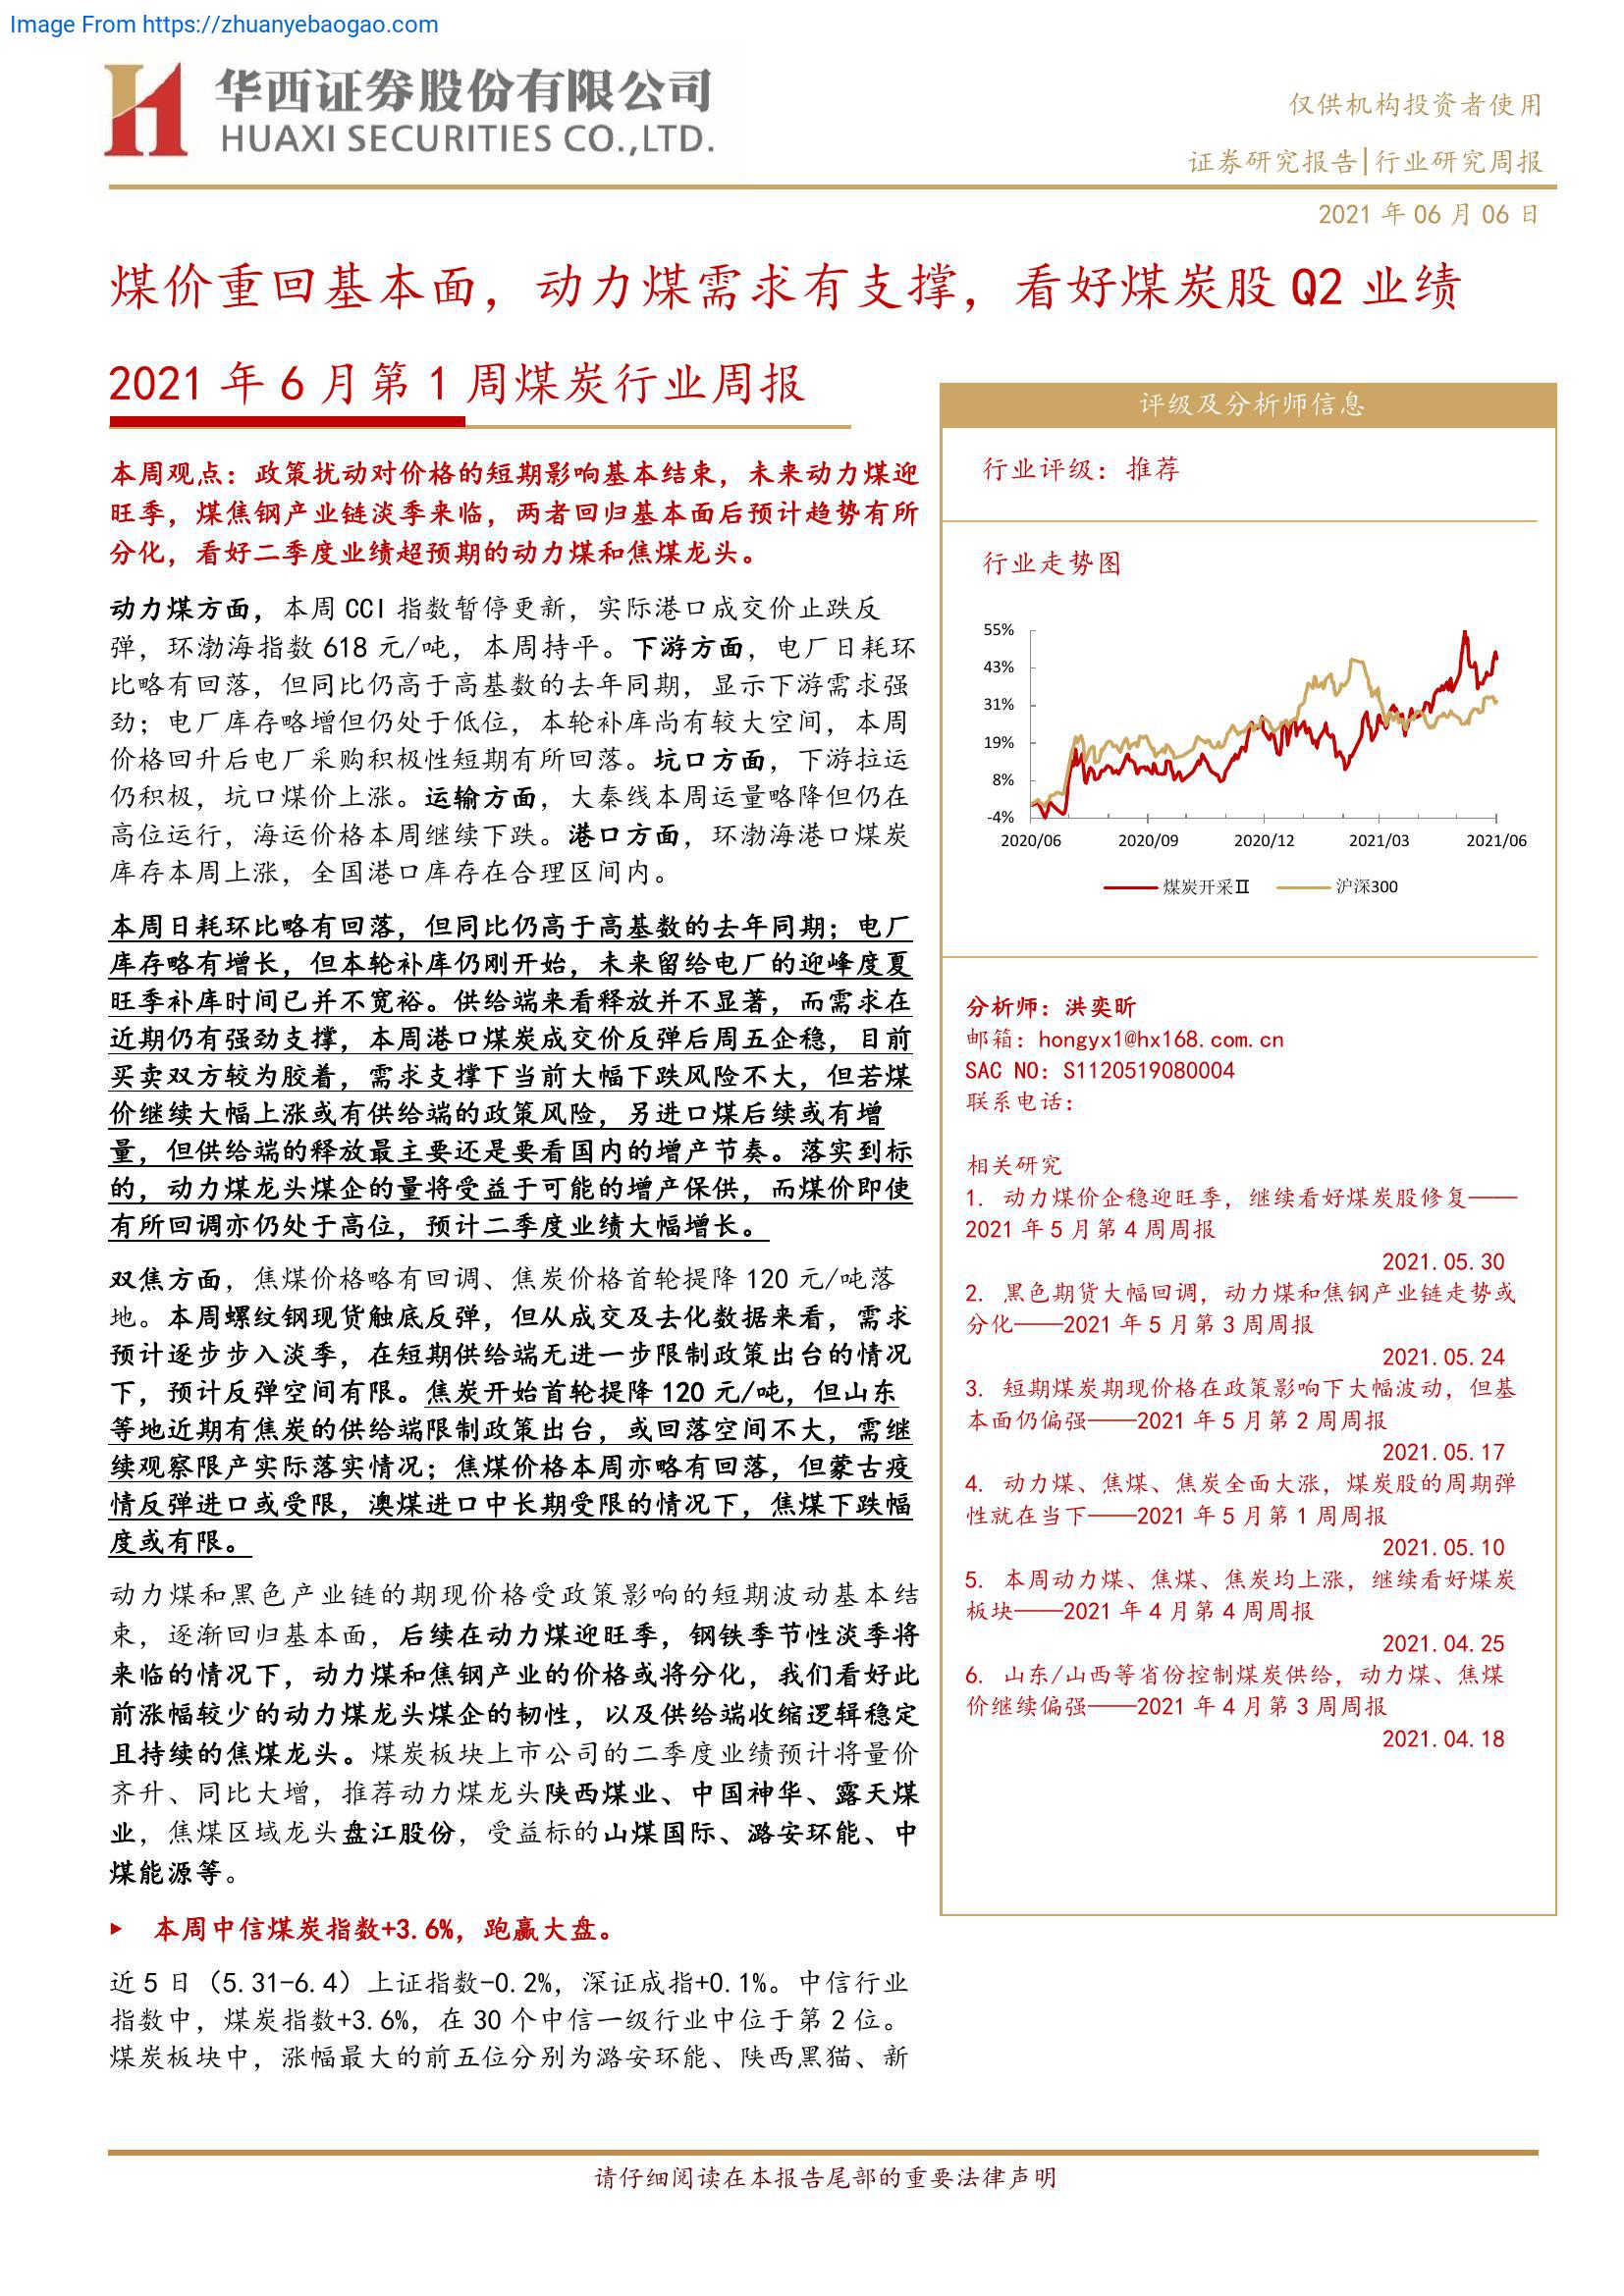 Image From https://zhuanyebaogao.com
华西证券股份有限公司
HUAXI SECURITIES CO.,LTD.
仅供机构投资者使用
证券研究报告|行业研究周报
2021 年 06 月 06 日
煤价重回基本面，动力煤需求有支撑，看好煤炭股 Q2 业绩
2021 年 6 月第 1 周煤炭行业周报
本周观点：政策扰动对价格的短期影响基本结束，未来动力煤迎
旺季，煤焦钢产业链淡季来临，两者回归基本面后预计趋势有所
分化，看好二季度业绩超预期的动力煤和焦煤龙头。
动力煤方面，本周 CCI 指数暂停更新，实际港口成交价止跌反
弹，环渤海指数 618 元/吨，本周持平。下游方面，电厂日耗环
比略有回落，但同比仍高于高基数的去年同期，显示下游需求强
劲；电厂库存略增但仍处于低位，本轮补库尚有较大空间，本周
价格回升后电厂采购积极性短期有所回落。坑口方面，下游拉运
仍积极，坑口煤价上涨。运输方面，大秦线本周运量略降但仍在
高位运行，海运价格本周继续下跌。港口方面，环渤海港口煤炭
库存本周上涨，全国港口库存在合理区间内。
本周日耗环比略有回落，但同比仍高于高基数的去年同期；电厂
库存略有增长，但本轮补库仍刚开始，未来留给电厂的迎峰度夏
旺季补库时间已并不宽裕。供给端来看释放并不显著，而需求在
近期仍有强劲支撑，本周港口煤炭成交价反弹后周五企稳，目前
买卖双方较为胶着，需求支撑下当前大幅下跌风险不大，但若煤
价继续大幅上涨或有供给端的政策风险，另进口煤后续或有增
量，但供给端的释放最主要还是要看国内的增产节奏。落实到标
的，动力煤龙头煤企的量将受益于可能的增产保供，而煤价即使
有所回调亦仍处于高位，预计二季度业绩大幅增长。
双焦方面，焦煤价格略有回调、焦炭价格首轮提降 120 元/吨落
地。本周螺纹钢现货触底反弹，但从成交及去化数据来看，需求
预计逐步步入淡季，在短期供给端无进一步限制政策出台的情况
下，预计反弹空间有限。焦炭开始首轮提降 120 元/吨，但山东
等地近期有焦炭的供给端限制政策出台，或回落空间不大，需继
续观察限产实际落实情况；焦煤价格本周亦略有回落，但蒙古疫
情反弹进口或受限，澳煤进口中长期受限的情况下，焦煤下跌幅
度或有限。
动力煤和黑色产业链的期现价格受政策影响的短期波动基本结
束，逐渐回归基本面，后续在动力煤迎旺季，钢铁季节性淡季将
来临的情况下，动力煤和焦钢产业的价格或将分化，我们看好此
前涨幅较少的动力煤龙头煤企的韧性，以及供给端收缩逻辑稳定
且持续的焦煤龙头。煤炭板块上市公司的二季度业绩预计将量价
齐升、同比大增，推荐动力煤龙头陕西煤业、中国神华、露天煤
业，焦煤区域龙头盘江股份，受益标的山煤国际、潞安环能、中
煤能源等。
▶ 本周中信煤炭指数+3.6%，跑赢大盘。
近 5 日（5.31-6.4）上证指数-0.2%，深证成指+0.1%。中信行业
指数中，煤炭指数+3.6%，在 30 个中信一级行业中位于第 2 位。
煤炭板块中，涨幅最大的前五位分别为潞安环能、陕西黑猫、新
评级及分析师信息
行业评级：推荐
行业走势图
55%
43%
31%
19%
8%
-4%
2020/06 2020/09 2020/12 2021/03 2021/06
煤炭开采Ⅱ 沪深300
分析师：洪奕昕
邮箱：hongyx1@hx168.com.cn
SAC NO：S1120519080004
联系电话：
相关研究
1. 动力煤价企稳迎旺季，继续看好煤炭股修复——
2021 年 5 月第 4 周周报
2021.05.30
2. 黑色期货大幅回调，动力煤和焦钢产业链走势或
分化——2021 年 5 月第 3 周周报
2021.05.24
3. 短期煤炭期现价格在政策影响下大幅波动，但基
本面仍偏强——2021 年 5 月第 2 周周报
2021.05.17
4. 动力煤、焦煤、焦炭全面大涨，煤炭股的周期弹
性就在当下——2021 年 5 月第 1 周周报
2021.05.10
5. 本周动力煤、焦煤、焦炭均上涨，继续看好煤炭
板块——2021 年 4 月第 4 周周报
2021.04.25
6. 山东/山西等省份控制煤炭供给，动力煤、焦煤
价继续偏强——2021 年 4 月第 3 周周报
2021.04.18
请仔细阅读在本报告尾部的重要法律声明